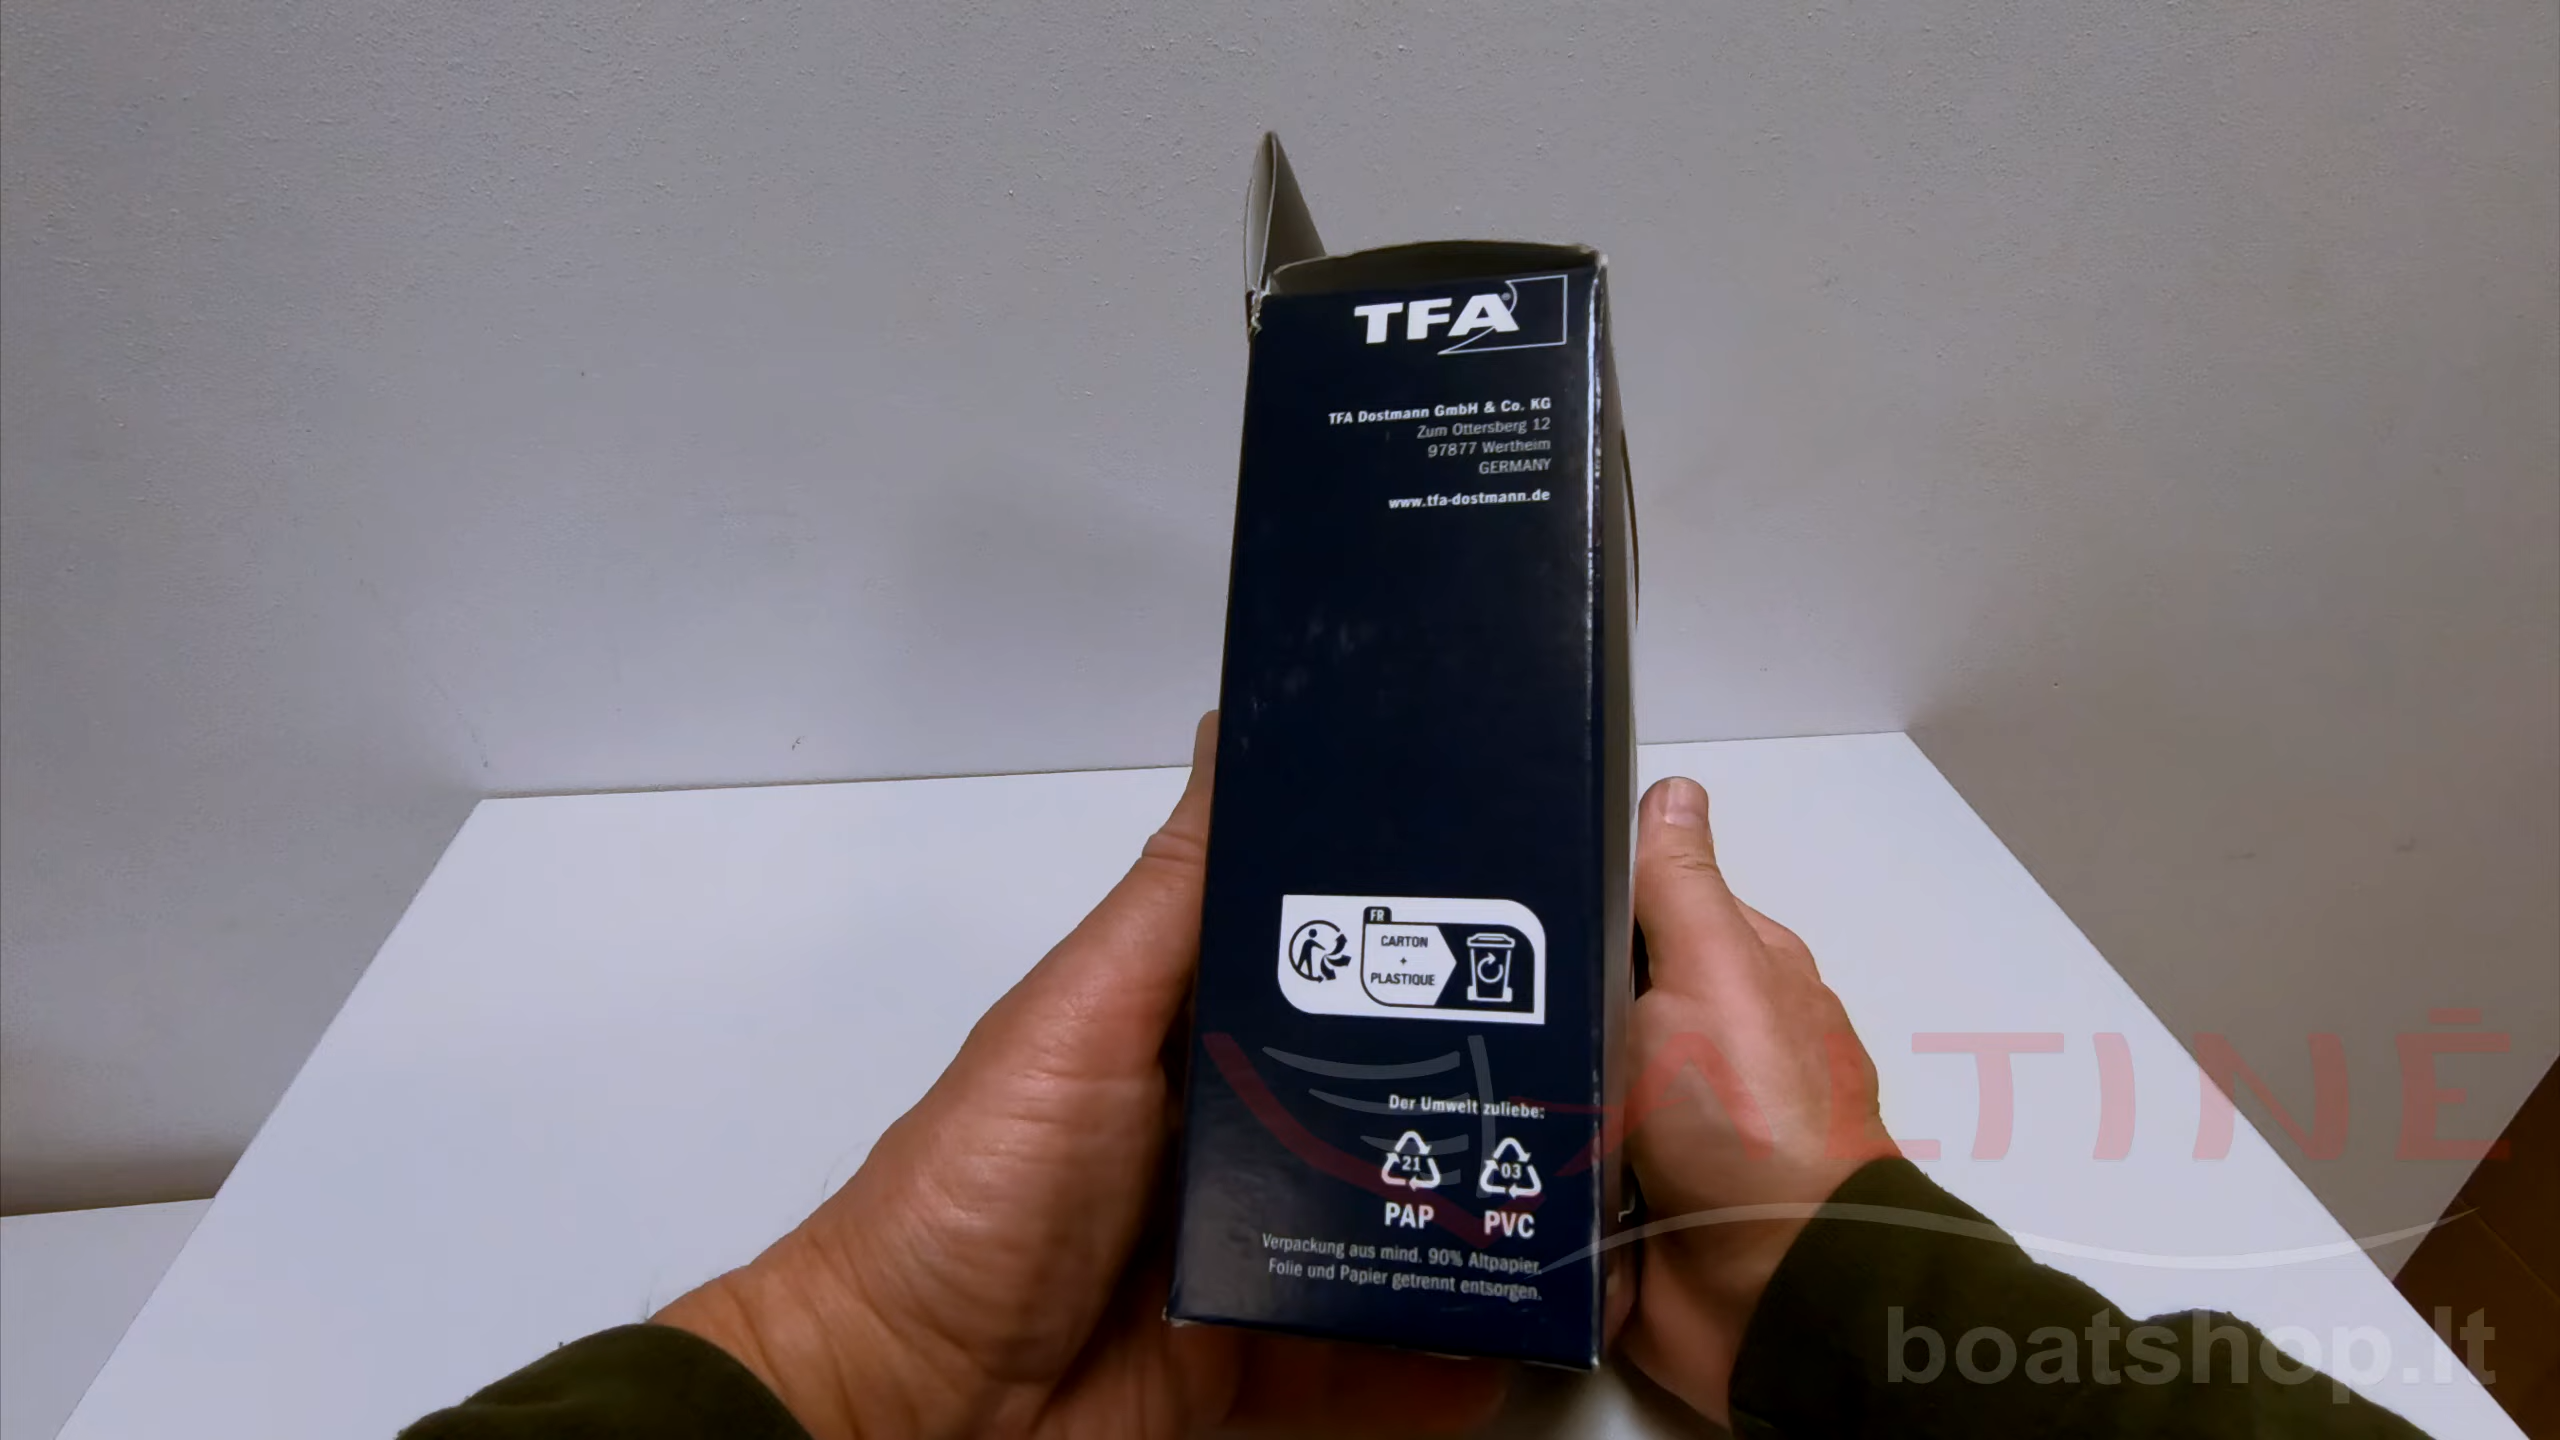 TFA®
TFA Dostmann GmbH & Co. KG
Zum Ottersberg 12
97877 Wertheim
GERMANY
www.tfa-dostmann.de
FR
CARTON
+
PLASTIQUE
Der Umwelt zuliebe:
21
03
PAP
PVC
Verpackung aus mind. 90% Altpapier.
Folie und Papier getrennt entsorgen.
ALTINĖ
boatshop.lt